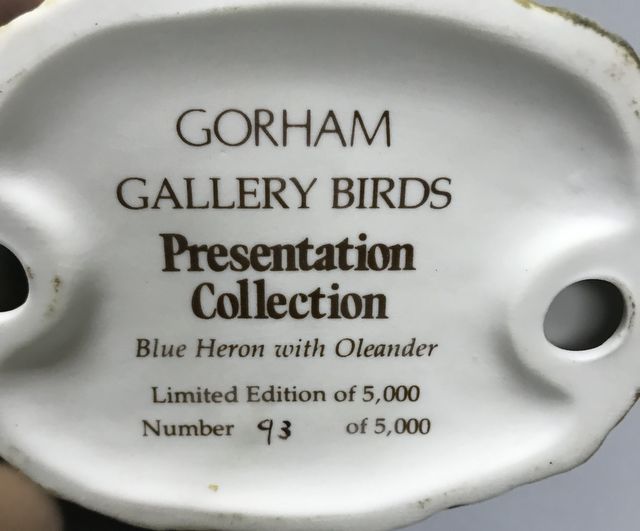 GORHAM
GALLERY BIRDS
Presentation
Collection
Blue Heron with Oleander
Limited Edition of 5,000
Number 93 of 5,000